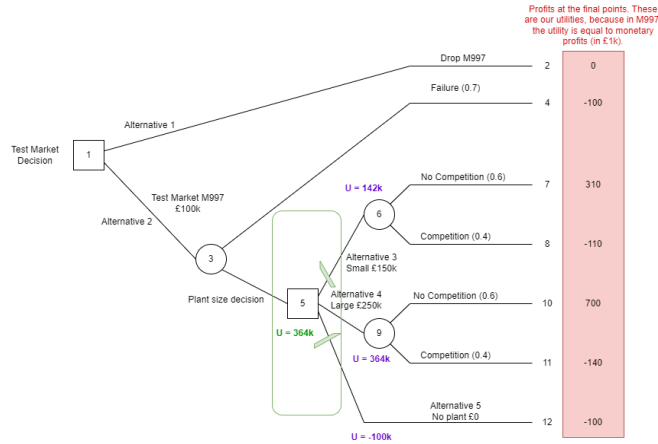 Profits at the final points. These
are our utilities, because in M997
the utility is equal to monetary
profits (in £1k).
Drop M997
2
0
Failure (0.7)
4
-100
Alternative 1
Test Market
Decision
1
Test Market M997
£100k
Alternative 2
3
Plant size decision
No Competition (0.6)
7
310
U = 142k
6
Competition (0.4)
8
-110
Alternative 3
Small £150k
5
Alternative 4
Large £250k
U = 364k
No Competition (0.6)
10
700
9
U = 364k
Competition (0.4)
11
-140
Alternative 5
No plant £0
12
-100
U = -100k